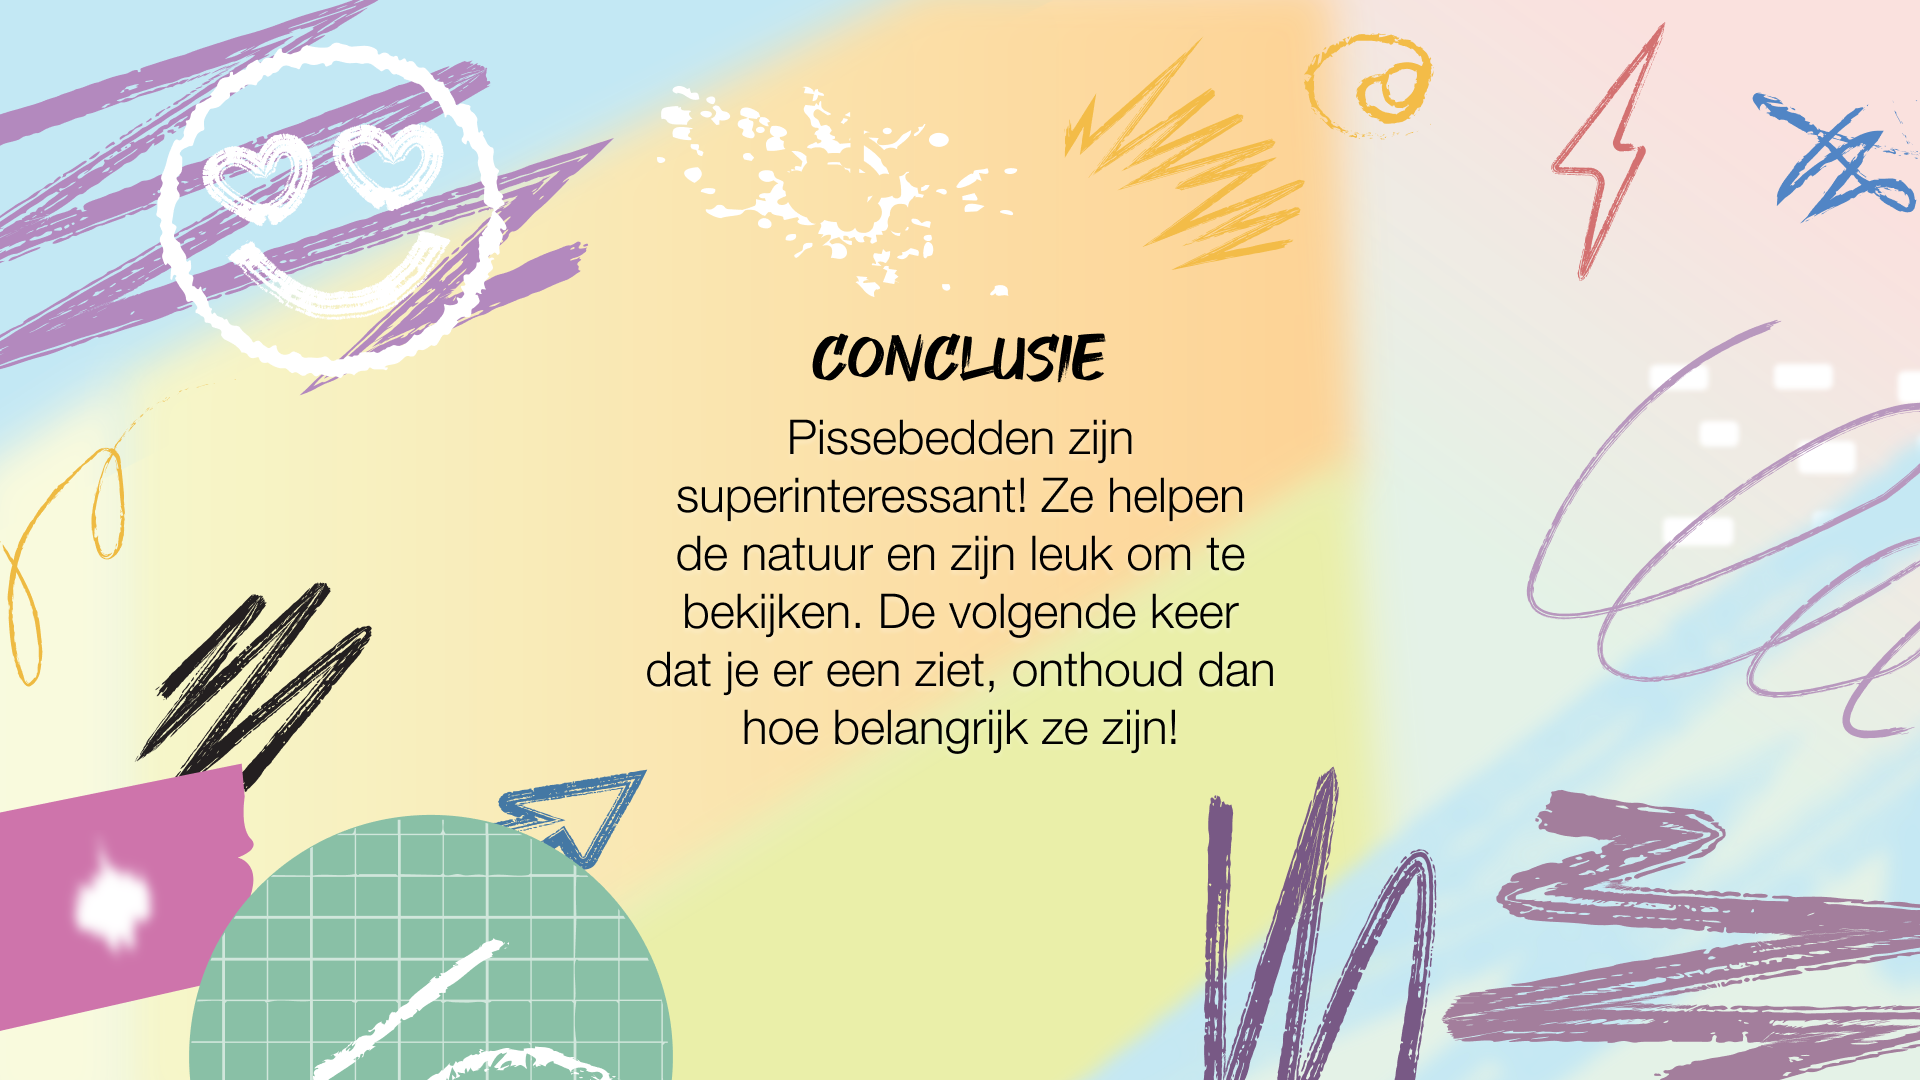 CONCLUSIE
Pissebedden zijn
superinteressant! Ze helpen
de natuur en zijn leuk om te
bekijken. De volgende keer
dat je er een ziet, onthoud dan
hoe belangrijk ze zijn!